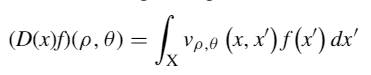 (D(x)f)(ρ, θ) = ∫_X v_{ρ,θ} (x, x′) f(x′) dx′